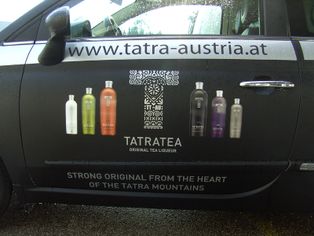 www.tatra-austria.at
TATRATEA
ORIGINAL TEA LIQUEUR
STRONG ORIGINAL FROM THE HEART
OF THE TATRA MOUNTAINS